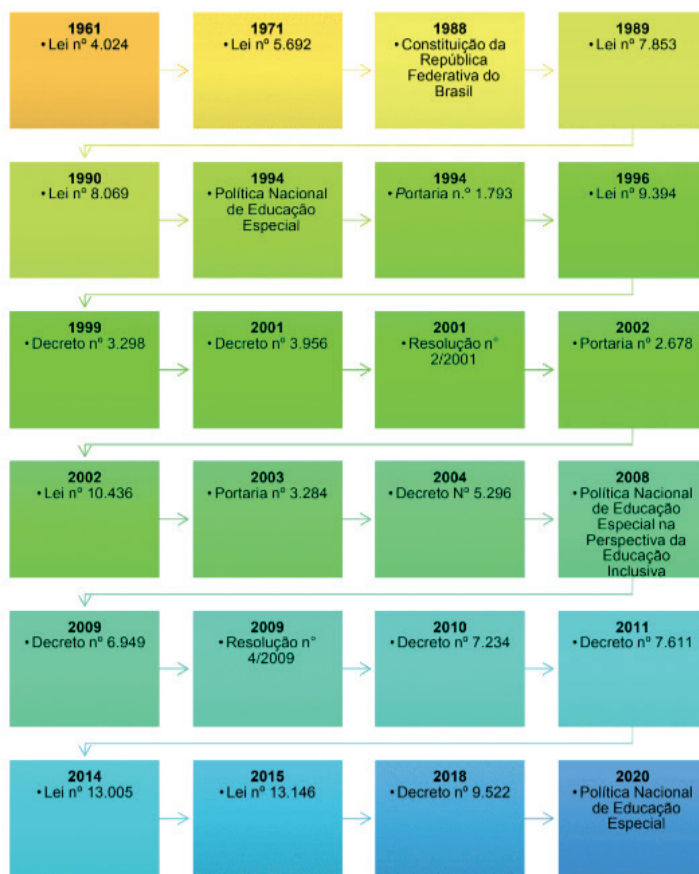 1961
• Lei nº 4.024
1971
• Lei nº 5.692
1988
• Constituição da
República
Federativa do
Brasil
1989
• Lei nº 7.853
1990
• Lei nº 8.069
1994
• Política Nacional
de Educação
Especial
1994
• Portaria n.º 1.793
1996
• Lei nº 9.394
1999
• Decreto nº 3.298
2001
• Decreto nº 3.956
2001
• Resolução n°
2/2001
2002
• Portaria nº 2.678
2002
• Lei nº 10.436
2003
• Portaria nº 3.284
2004
• Decreto Nº 5.296
2008
• Política Nacional
de Educação
Especial na
Perspectiva da
Educação
Inclusiva
2009
• Decreto nº 6.949
2009
• Resolução n°
4/2009
2010
• Decreto nº 7.234
2011
• Decreto nº 7.611
2014
• Lei nº 13.005
2015
• Lei nº 13.146
2018
• Decreto nº 9.522
2020
• Política Nacional
de Educação
Especial